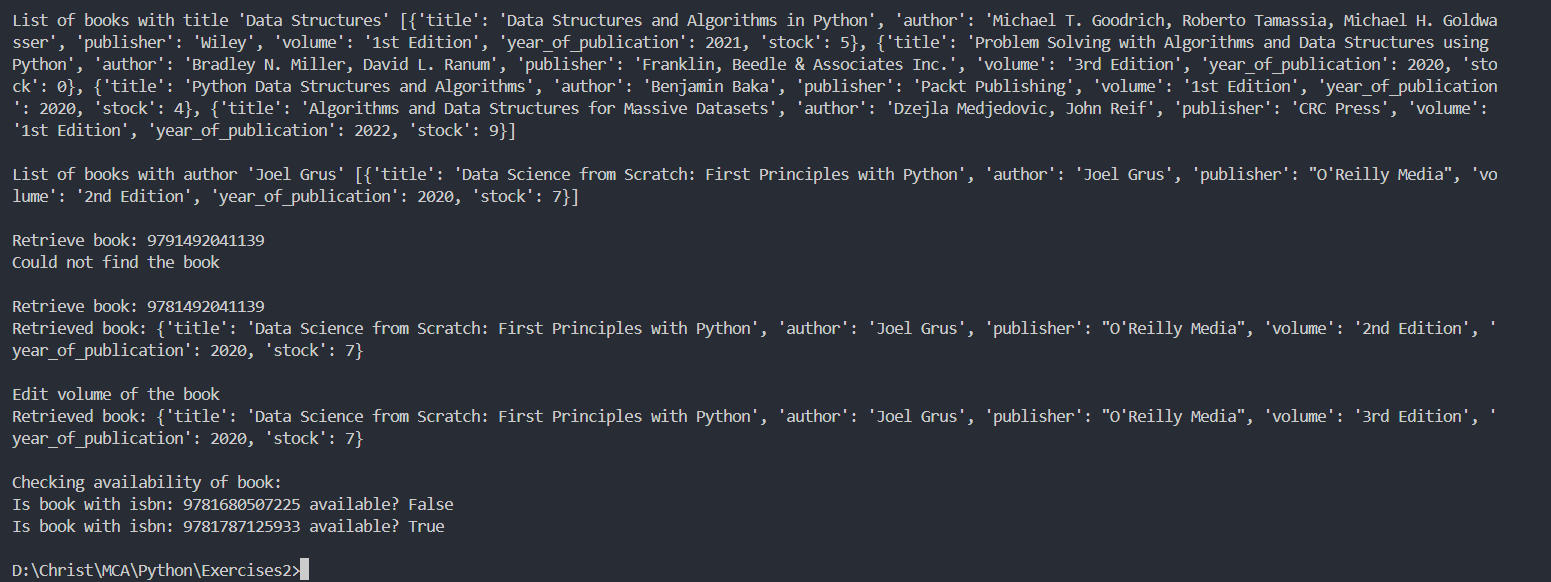 List of books with title 'Data Structures' [{'title': 'Data Structures and Algorithms in Python', 'author': 'Michael T. Goodrich, Roberto Tamassia, Michael H. Goldwa
sser', 'publisher': 'Wiley', 'volume': '1st Edition', 'year_of_publication': 2021, 'stock': 5}, {'title': 'Problem Solving with Algorithms and Data Structures using
Python', 'author': 'Bradley N. Miller, David L. Ranum', 'publisher': 'Franklin, Beedle & Associates Inc.', 'volume': '3rd Edition', 'year_of_publication': 2020, 'sto
ck': 0}, {'title': 'Python Data Structures and Algorithms', 'author': 'Benjamin Baka', 'publisher': 'Packt Publishing', 'volume': '1st Edition', 'year_of_publication
': 2020, 'stock': 4}, {'title': 'Algorithms and Data Structures for Massive Datasets', 'author': 'Dzejla Medjedovic, John Reif', 'publisher': 'CRC Press', 'volume':
'1st Edition', 'year_of_publication': 2022, 'stock': 9}]
List of books with author 'Joel Grus' [{'title': 'Data Science from Scratch: First Principles with Python', 'author': 'Joel Grus', 'publisher': "O'Reilly Media", 'vo
lume': '2nd Edition', 'year_of_publication': 2020, 'stock': 7}]
Retrieve book: 9791492041139
Could not find the book
Retrieve book: 9781492041139
Retrieved book: {'title': 'Data Science from Scratch: First Principles with Python', 'author': 'Joel Grus', 'publisher': "O'Reilly Media", 'volume': '2nd Edition', '
year_of_publication': 2020, 'stock': 7}
Edit volume of the book
Retrieved book: {'title': 'Data Science from Scratch: First Principles with Python', 'author': 'Joel Grus', 'publisher': "O'Reilly Media", 'volume': '3rd Edition', '
year_of_publication': 2020, 'stock': 7}
Checking availability of book:
Is book with isbn: 9781680507225 available? False
Is book with isbn: 9781787125933 available? True
D:\Christ\MCA\Python\Exercises2>